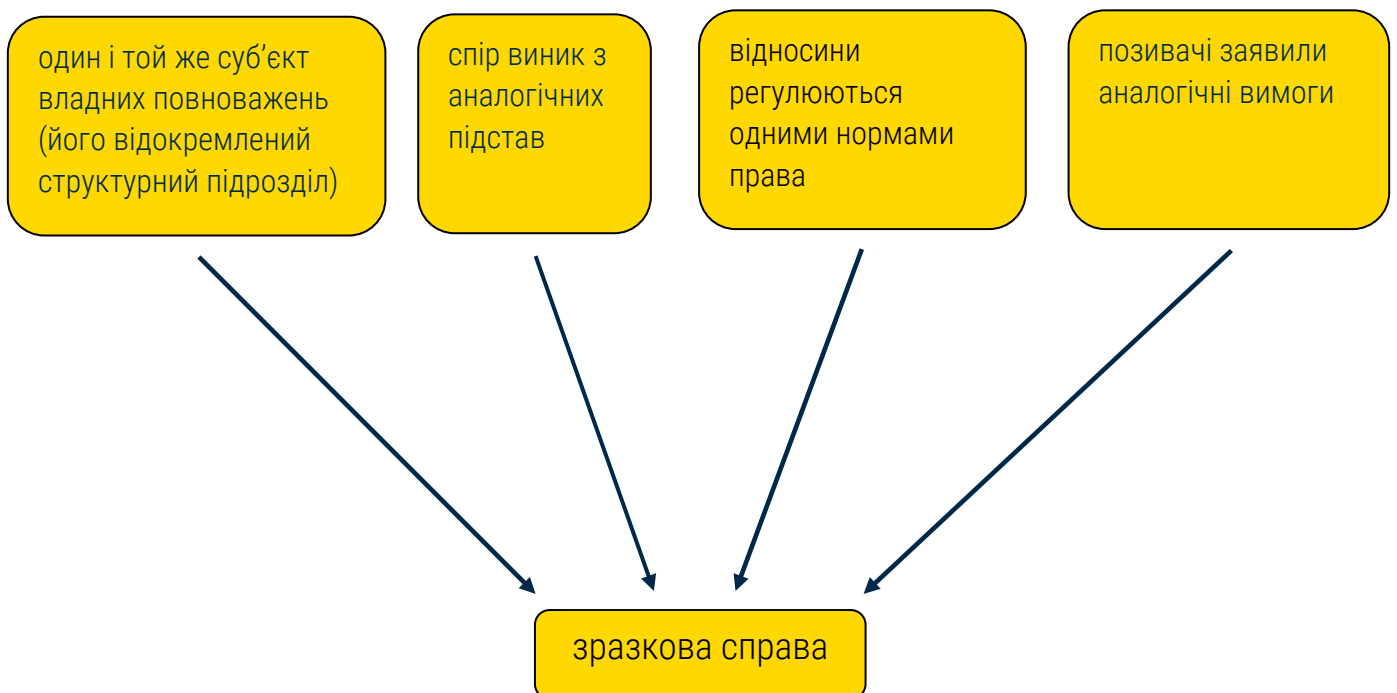 один і той же суб’єкт
владних повноважень
(його відокремлений
структурний підрозділ)
спір виник з
аналогічних
підстав
відносини
регулюються
одними нормами
права
позивачі заявили
аналогічні вимоги
зразкова справа